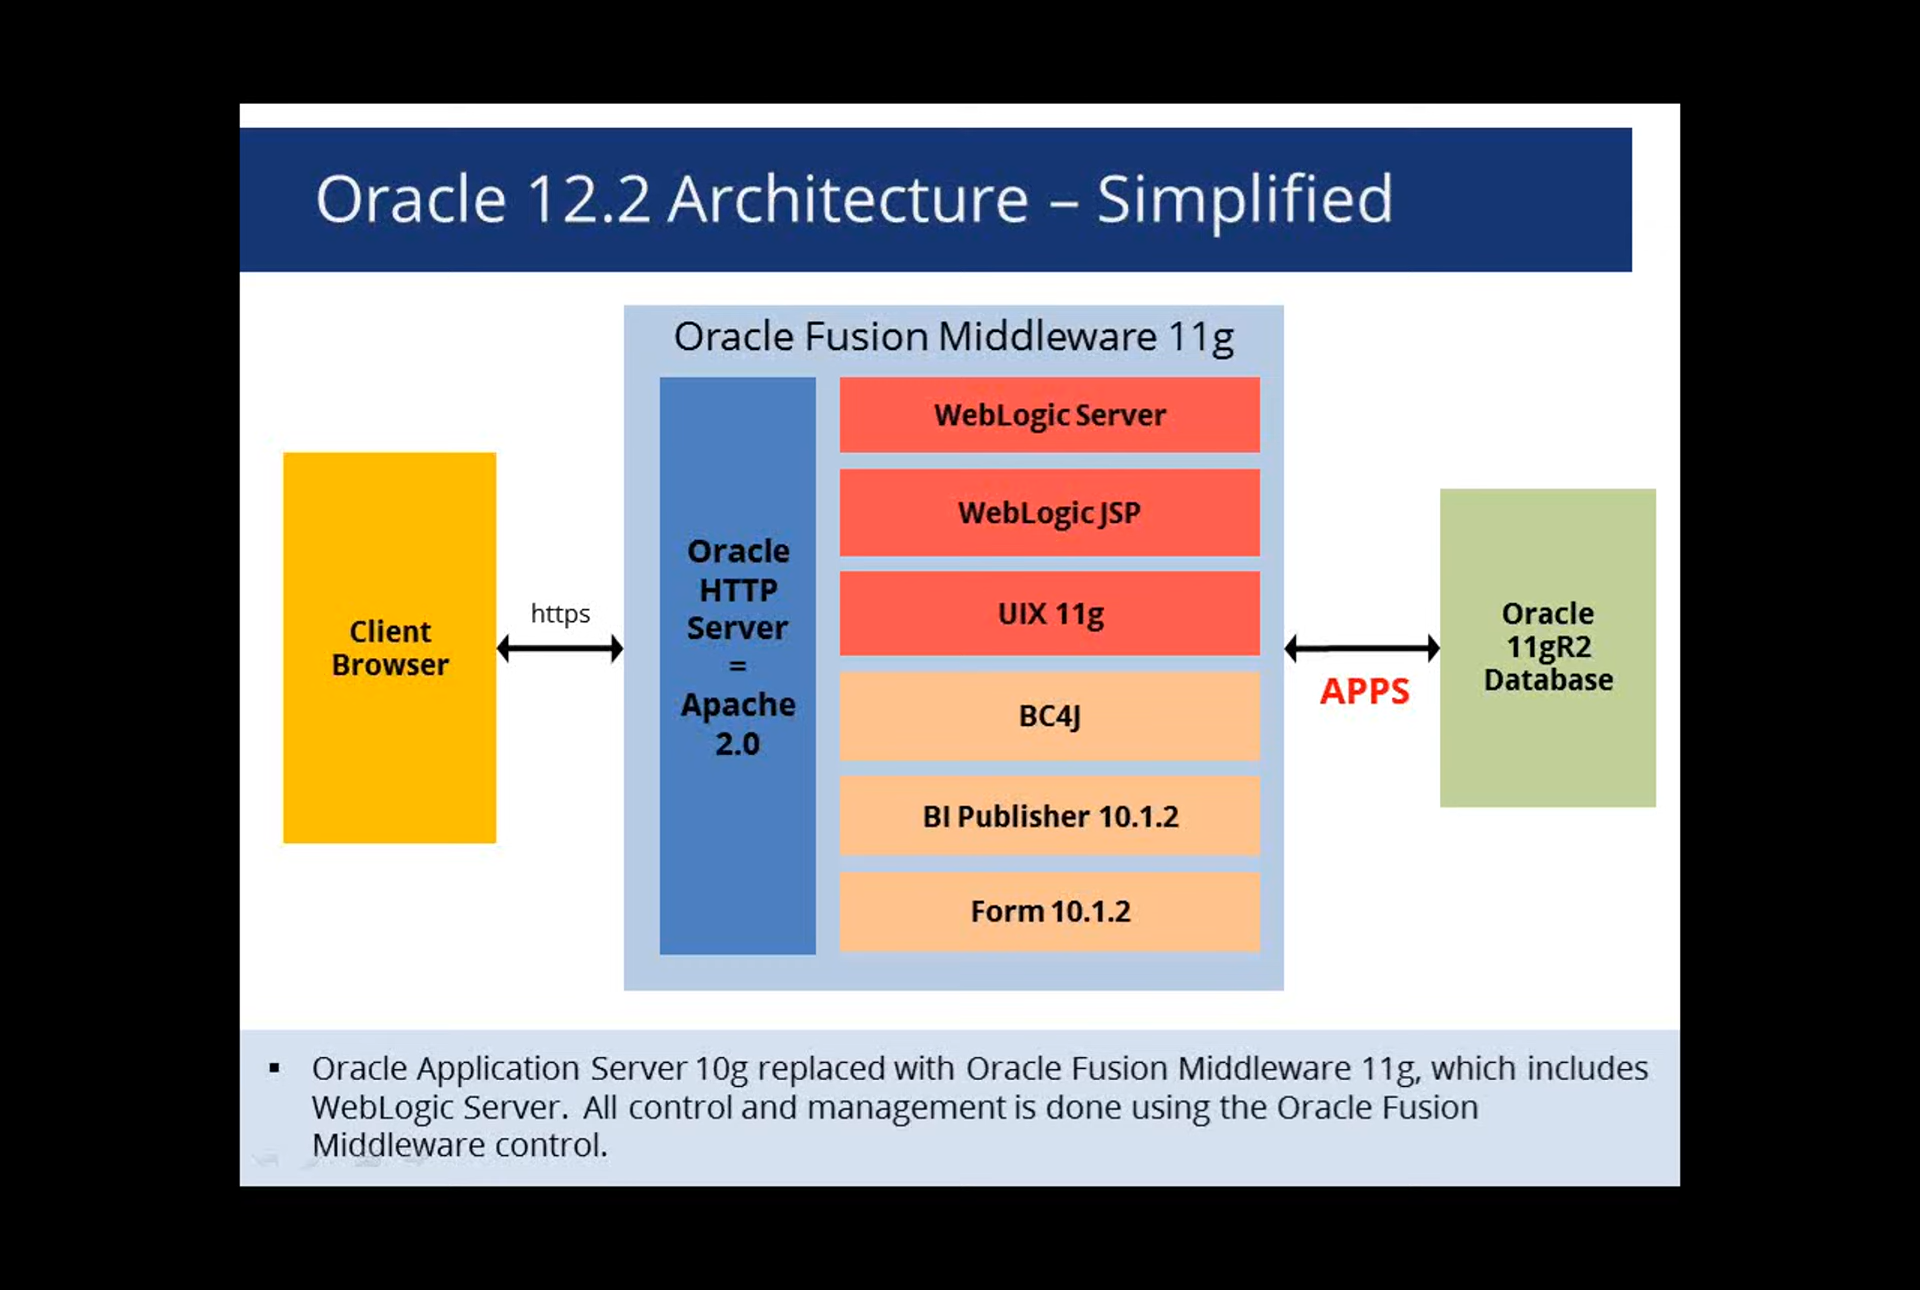 Oracle 12.2 Architecture – Simplified
Oracle Fusion Middleware 11g
Client
Browser
https
Oracle
HTTP
Server
=
Apache
2.0
WebLogic Server
WebLogic JSP
UIX 11g
BC4J
BI Publisher 10.1.2
Form 10.1.2
APPS
Oracle
11gR2
Database
▪ Oracle Application Server 10g replaced with Oracle Fusion Middleware 11g, which includes
WebLogic Server. All control and management is done using the Oracle Fusion
Middleware control.